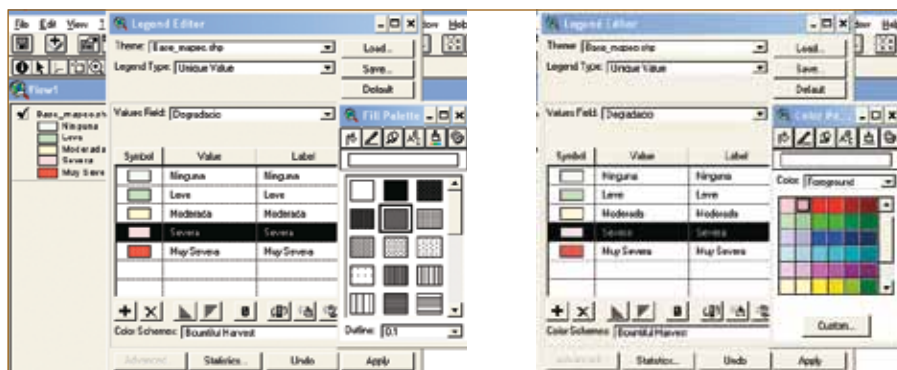 File Edit View
Legend Editor
Theme: Base_mapeo.shp
Load...
Legend Type: Unique Value
Save...
Default
View1
Base_mapeo.sh
Ninguna
Leve
Moderada
Severa
Muy Seve
Values Field: Degradacio
Fill Palette
Symbol Value Label
Ninguna Ninguna
Leve Leve
Moderada Moderada
Severa Severa
Muy Severa Muy Severa
Color Schemes: Bountiful Harvest
Outline: 0.1
Advanced... Statistics... Undo Apply
dow Help
Legend Editor
Theme: Base_mapeo.shp
Load...
Legend Type: Unique Value
Save...
Default
Values Field: Degradacio
Color Pa...
Symbol Value Label
Color: Foreground
Ninguna Ninguna
Leve Leve
Moderada Moderada
Severa Severa
Muy Severa Muy Severa
Custom...
Color Schemes: Bountiful Harvest
Advanced... Statistics... Undo Apply